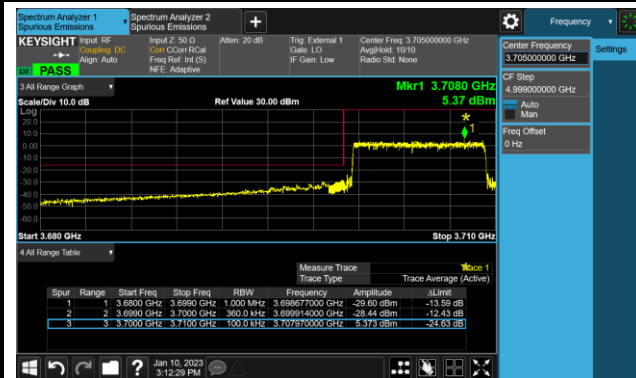 Spectrum Analyzer 1
Spurious Emissions
Spectrum Analyzer 2
Spurious Emissions
+
Frequency
KEYSIGHT
Input: RF
Coupling: DC
Align: Auto
Input Z: 50 Ω
Corr CCorr RCal
Freq Ref: Int (S)
NFE: Adaptive
Atten: 20 dB
Trig: External 1
Gate: LO
IF Gain: Low
Center Freq: 3.705000000 GHz
Avg|Hold: 10/10
Radio Std: None
PASS
Center Frequency
3.705000000 GHz
Settings
CF Step
4.999000000 GHz
Auto
Man
Freq Offset
0 Hz
3 All Range Graph
Mkr1 3.7080 GHz
Scale/Div 10.0 dB
Ref Value 30.00 dBm
5.37 dBm
Log
20.0
10.0
0.00
-10.0
-20.0
-30.0
-40.0
-50.0
-60.0
1
Start 3.680 GHz
Stop 3.710 GHz
4 All Range Table
Measure Trace
Trace 1
Trace Type
Trace Average (Active)
Spur Range Start Freq Stop Freq RBW Frequency Amplitude ΔLimit
1 1 3.6800 GHz 3.6990 GHz 1.000 MHz 3.698677000 GHz -29.60 dBm -13.59 dB
2 2 3.6990 GHz 3.7000 GHz 360.0 kHz 3.699914000 GHz -28.44 dBm -12.43 dB
3 3 3.7000 GHz 3.7100 GHz 100.0 kHz 3.707970000 GHz 5.373 dBm -24.63 dB
?
Jan 10, 2023
3:12:29 PM